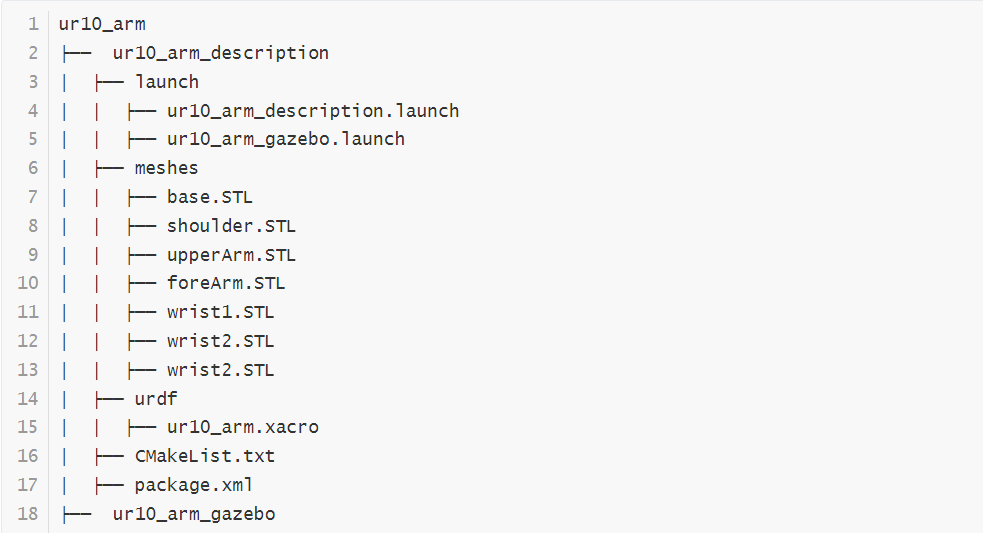 1 ur10_arm
2 ├──  ur10_arm_description
3 |  ├── launch
4 |  |  ├── ur10_arm_description.launch
5 |  |  ├── ur10_arm_gazebo.launch
6 |  ├── meshes
7 |  |  ├── base.STL
8 |  |  ├── shoulder.STL
9 |  |  ├── upperArm.STL
10 |  |  ├── foreArm.STL
11 |  |  ├── wrist1.STL
12 |  |  ├── wrist2.STL
13 |  |  ├── wrist2.STL
14 |  ├── urdf
15 |  |  ├── ur10_arm.xacro
16 |  ├── CMakeList.txt
17 |  ├── package.xml
18 ├──  ur10_arm_gazebo